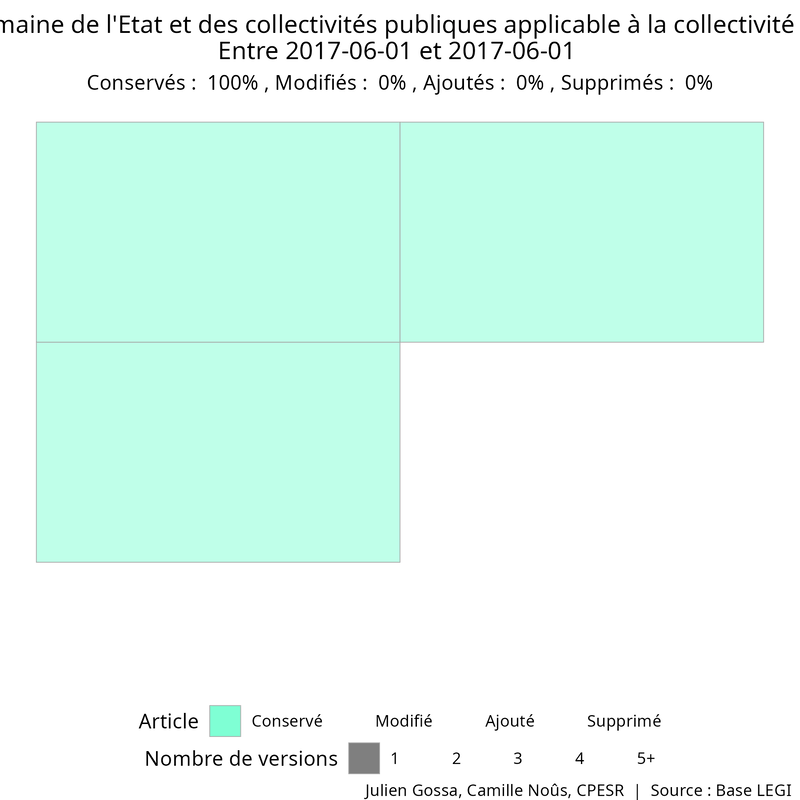 maine de l'Etat et des collectivités publiques applicable à la collectivité
Entre 2017-06-01 et 2017-06-01
Conservés :  100% , Modifiés :  0% , Ajoutés :  0% , Supprimés :  0%
Article Conservé Modifié Ajouté Supprimé
Nombre de versions 1 2 3 4 5+
Julien Gossa, Camille Noûs, CPESR  |  Source : Base LEGI